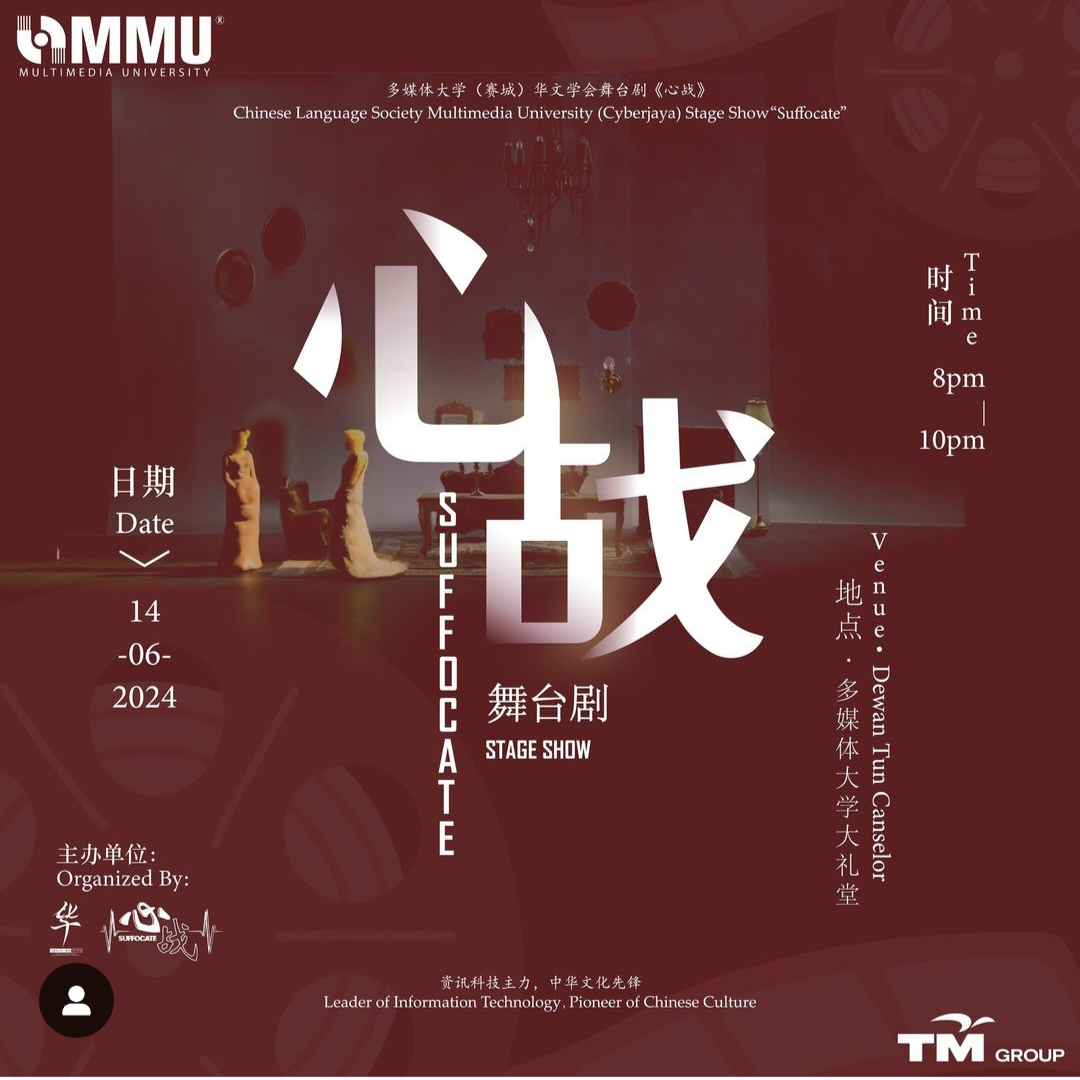 MMU®
MULTIMEDIA UNIVERSITY
多媒体大学（赛城）华文学会舞台剧《心战》
Chinese Language Society Multimedia University (Cyberjaya) Stage Show“Suffocate”
心战
SUFFOCATE
舞台剧
STAGE SHOW
时间
Time
8pm
|
10pm
日期
Date
14
-06-
2024
Venue • Dewan Tun Canselor
地点 · 多媒体大学大礼堂
主办单位：
Organized By:
华
心战
SUFFOCATE
资讯科技主力，中华文化先锋
Leader of Information Technology, Pioneer of Chinese Culture
TM GROUP